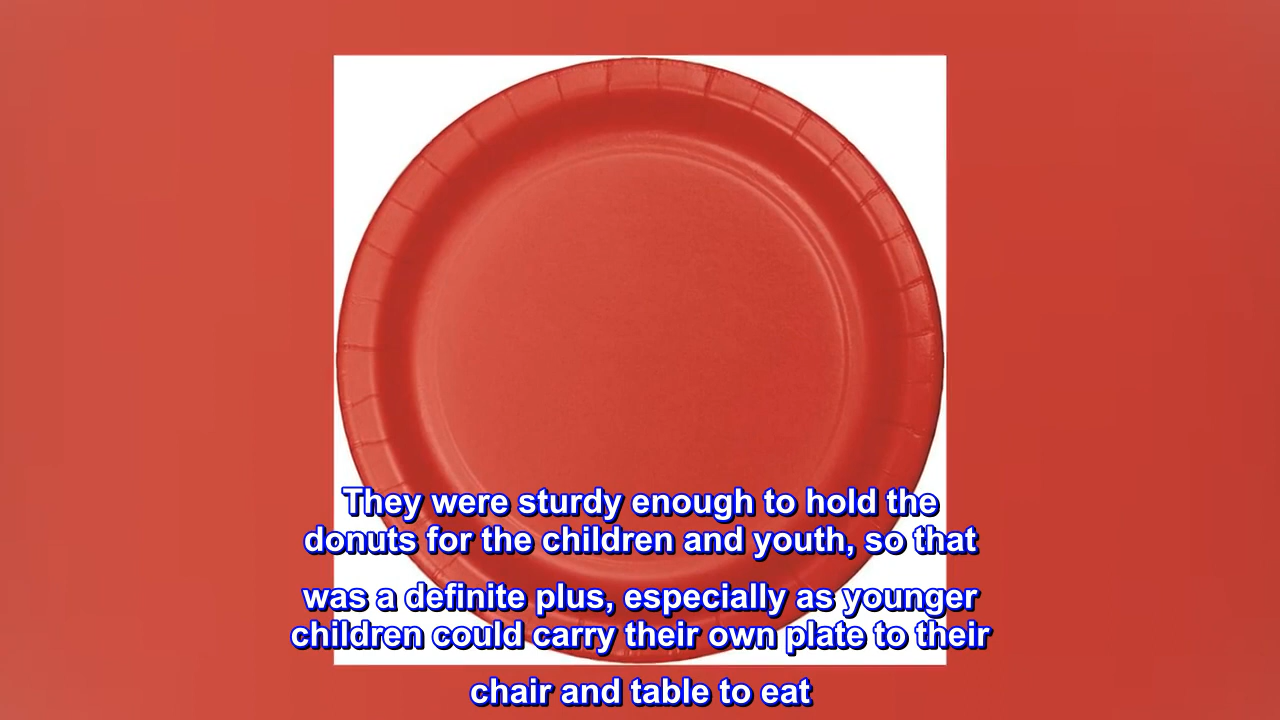 They were sturdy enough to hold the
donuts for the children and youth, so that
was a definite plus, especially as younger
children could carry their own plate to their
chair and table to eat